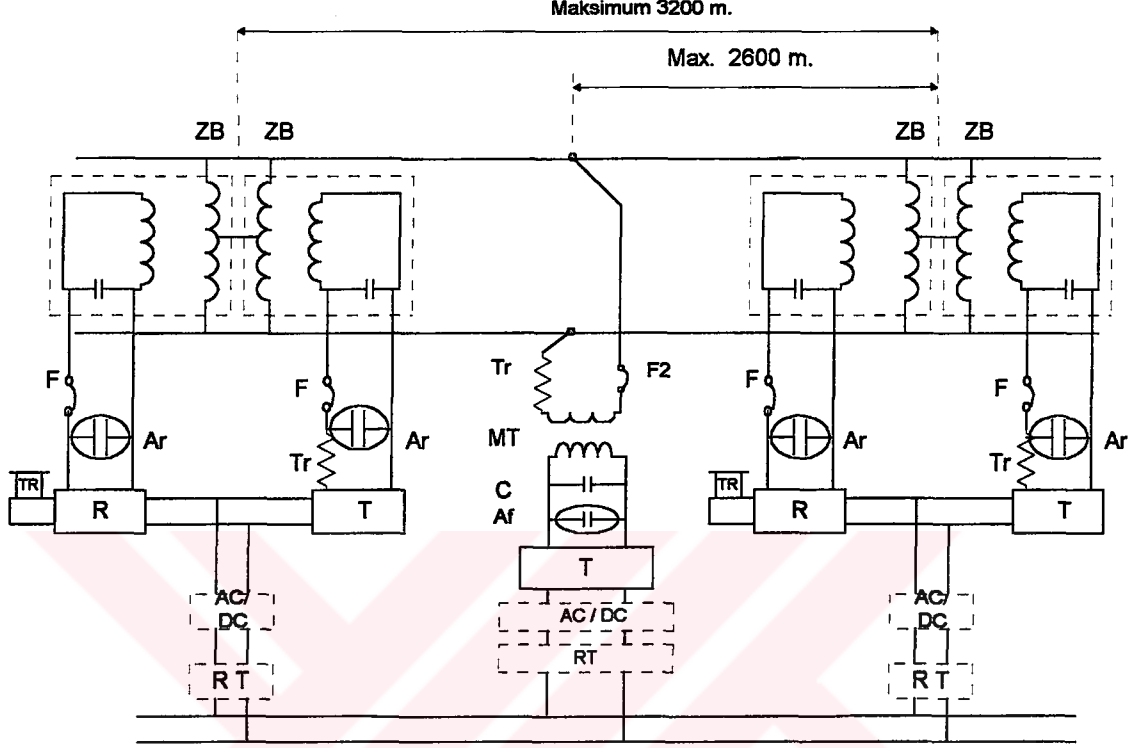 Maksimum 3200 m.
Max. 2600 m.
ZB ZB ZB ZB
F F Tr F2 F F
Ar Ar MT Ar Ar
Tr Tr
TR R T C TR R T
Af
T
AC/ DC AC / DC AC/ DC
R T RT R T